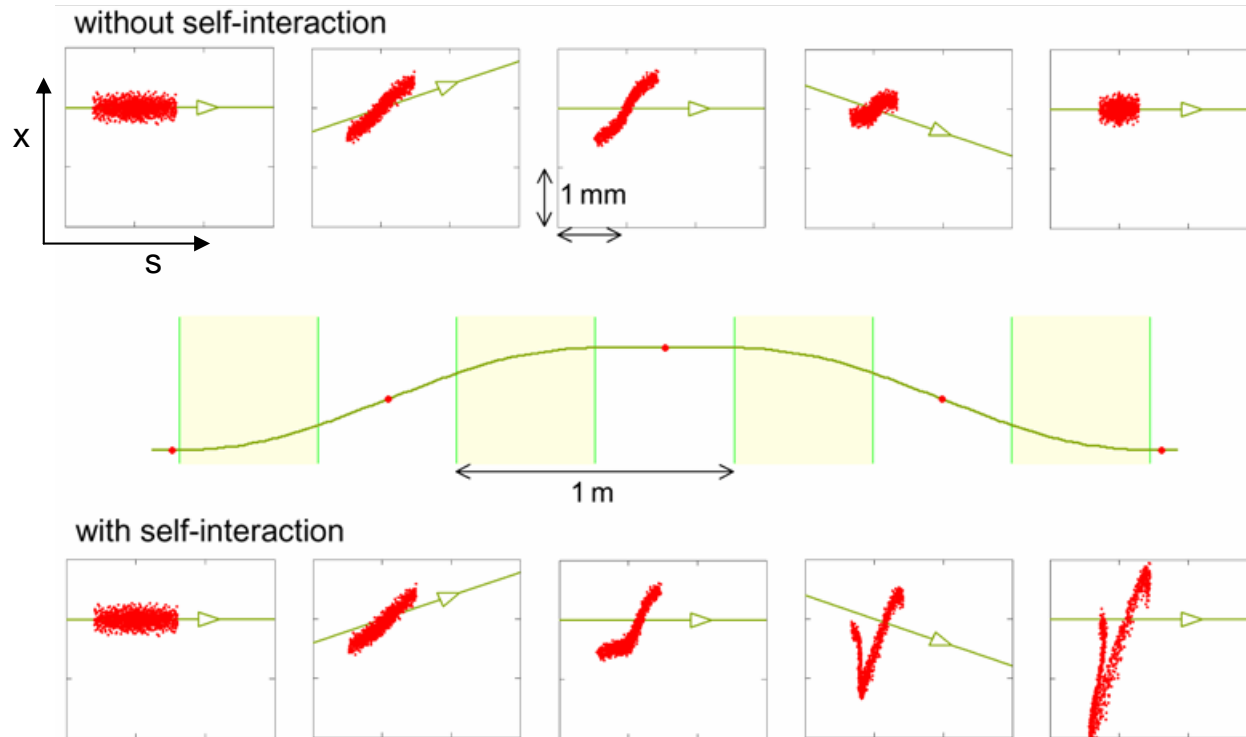 without self-interaction
x
s
1 mm
1 m
with self-interaction